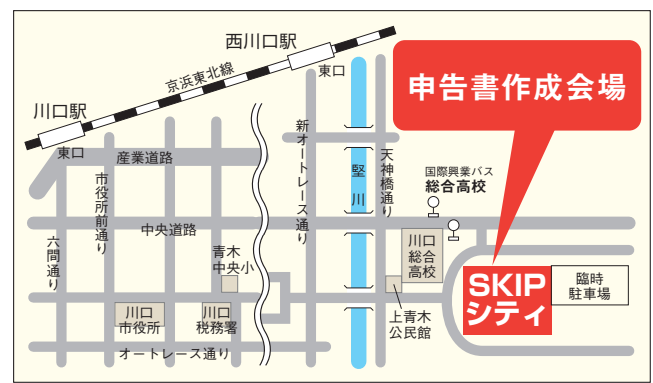 西川口駅
東口
京浜東北線
川口駅
東口
申告書作成会場
産業道路
新オートレース通り
堅川
天神橋通り
国際興業バス
総合高校
市役所前通り
中央道路
六間通り
青木
中央小
川口
総合
高校
SKIP
シティ
臨時
駐車場
川口
市役所
川口
税務署
上青木
公民館
オートレース通り